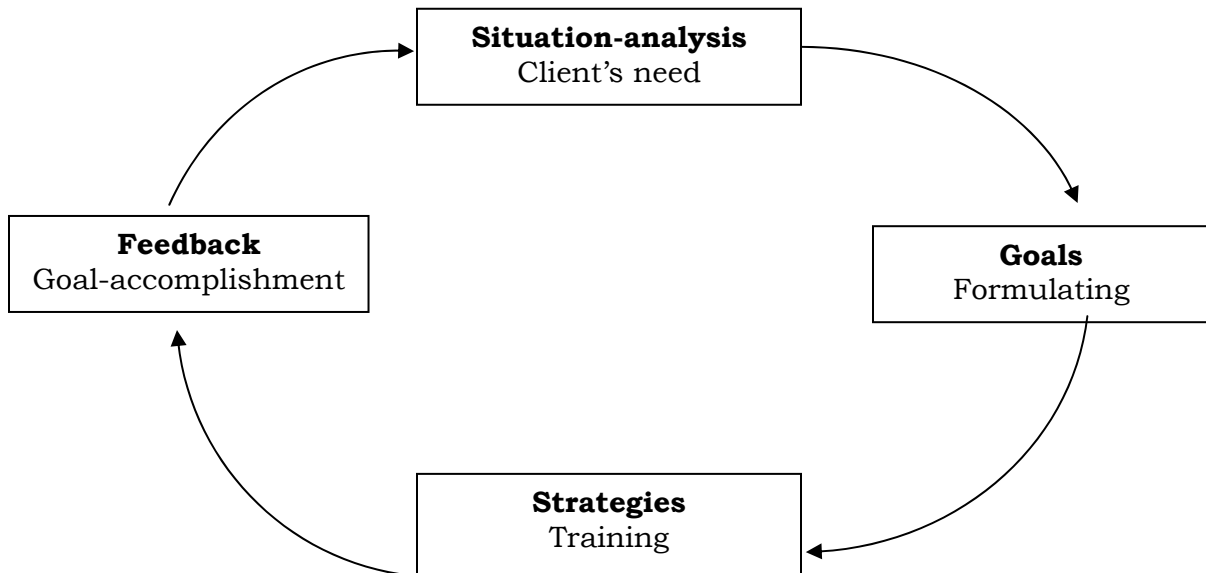 Situation-analysis
Client’s need
Feedback
Goal-accomplishment
Goals
Formulating
Strategies
Training